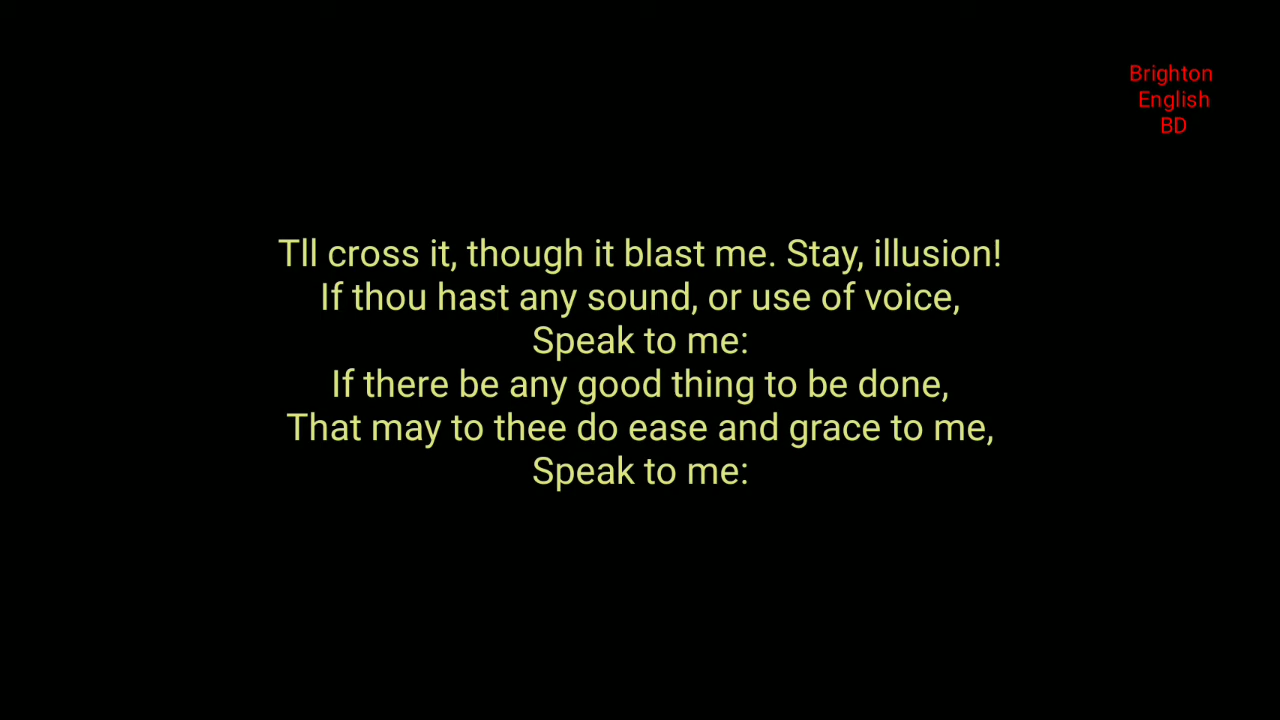 Brighton
English
BD
Tll cross it, though it blast me. Stay, illusion!
If thou hast any sound, or use of voice,
Speak to me:
If there be any good thing to be done,
That may to thee do ease and grace to me,
Speak to me: